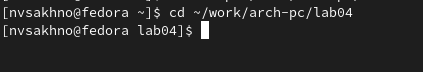 [nvsakhno@fedora ~]$ cd ~/work/arch-pc/lab04
[nvsakhno@fedora lab04]$